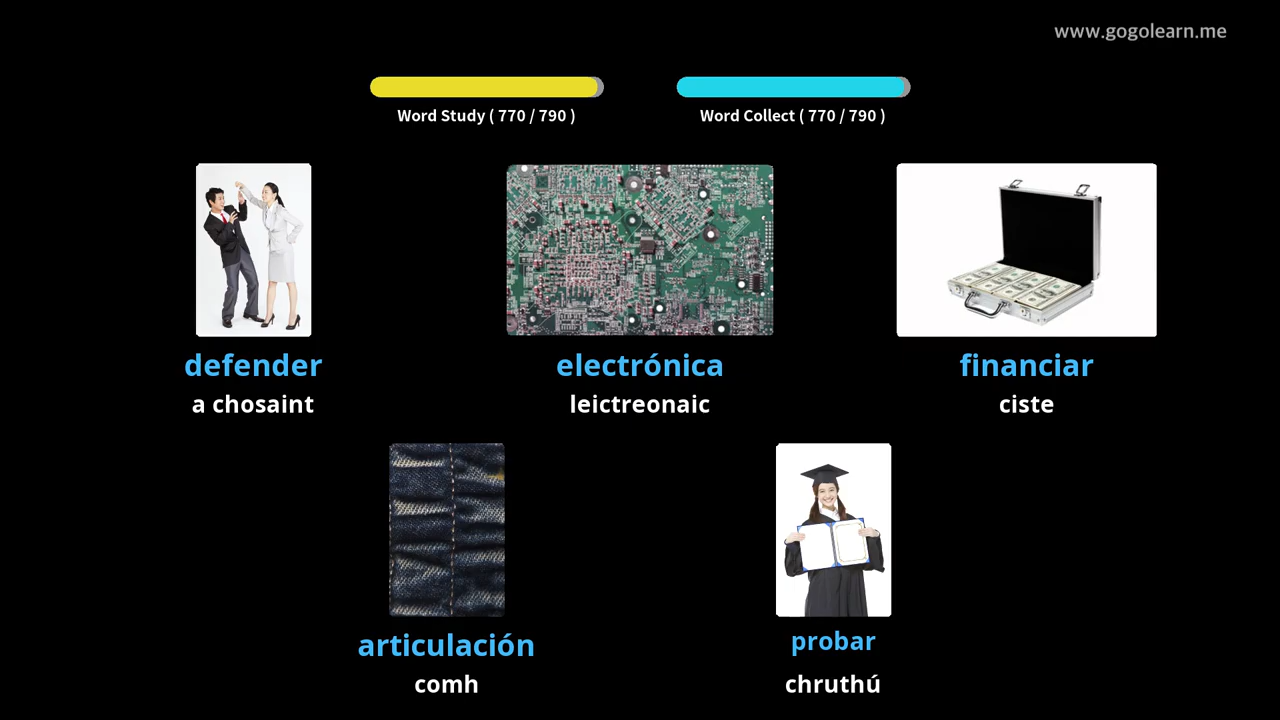 www.gogolearn.me
Word Study ( 770 / 790 )
Word Collect ( 770 / 790 )
defender
a chosaint
electrónica
leictreonaic
financiar
ciste
articulación
comh
probar
chruthú